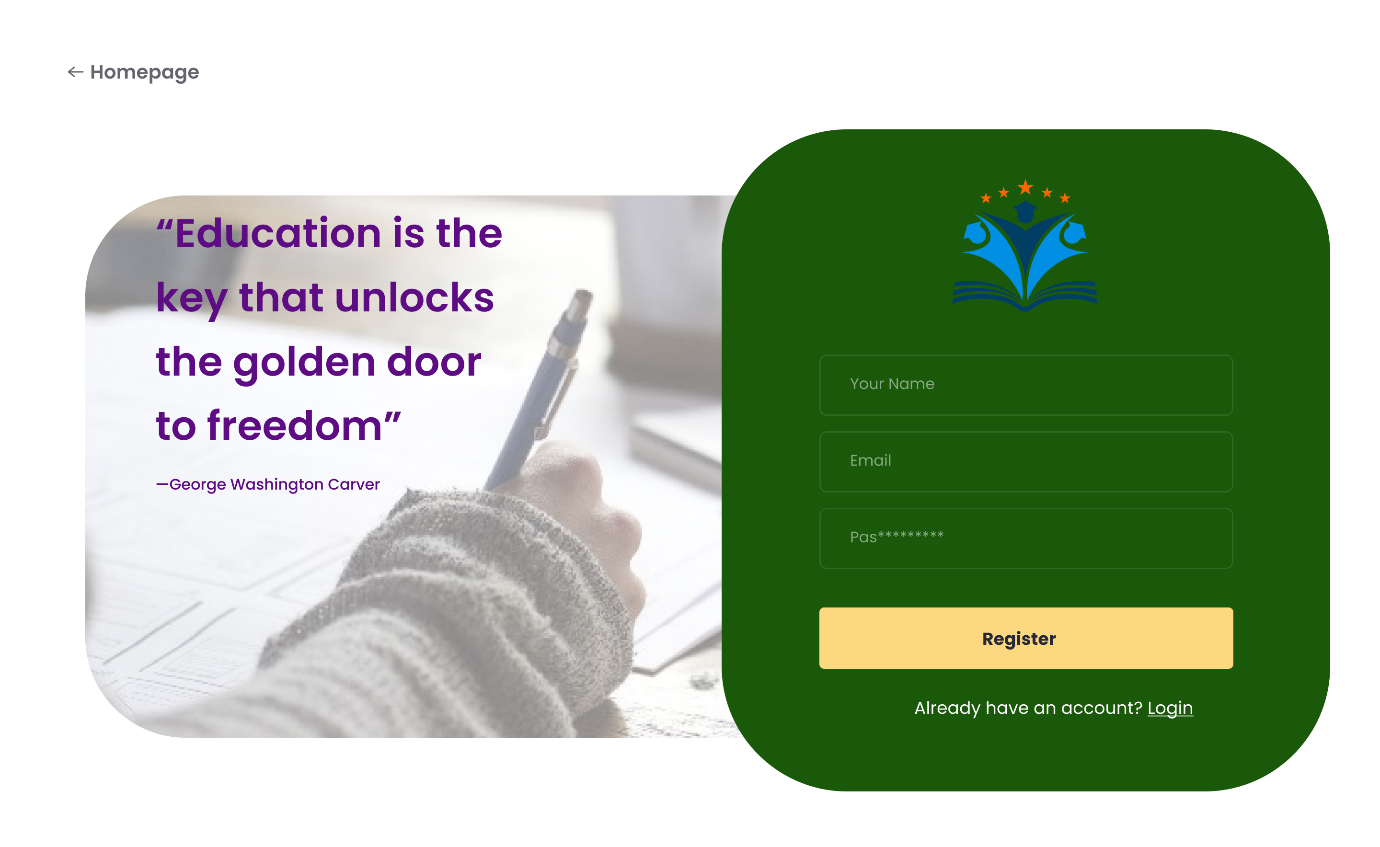 ← Homepage
“Education is the
key that unlocks
the golden door
to freedom”
—George Washington Carver
Your Name
Email
Pas*********
Register
Already have an account? Login